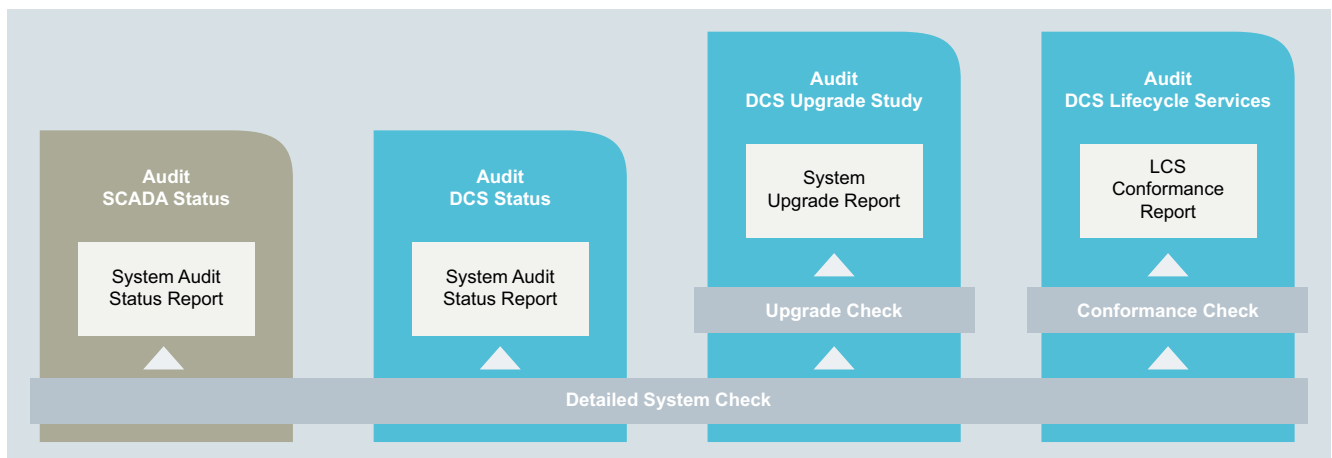 Audit
SCADA Status
System Audit
Status Report
Audit
DCS Status
System Audit
Status Report
Audit
DCS Upgrade Study
System
Upgrade Report
Upgrade Check
Audit
DCS Lifecycle Services
LCS
Conformance
Report
Conformance Check
Detailed System Check